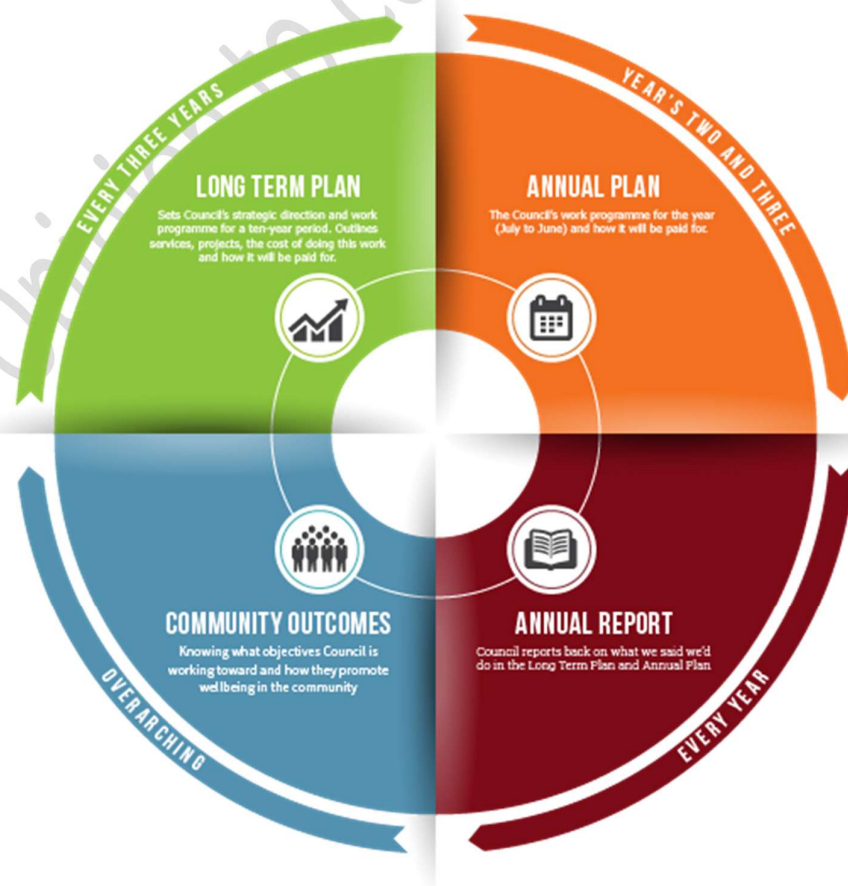 EVERY THREE YEARS
LONG TERM PLAN
Sets Council's strategic direction and work
programme for a ten-year period. Outlines
services, projects, the cost of doing this work
and how it will be paid for.
YEAR'S TWO AND THREE
ANNUAL PLAN
The Council's work programme for the year
(July to June) and how it will be paid for.
OVERARCHING
COMMUNITY OUTCOMES
Knowing what objectives Council is
working toward and how they promote
wellbeing in the community
ANNUAL REPORT
Council reports back on what we said we'd
do in the Long Term Plan and Annual Plan
EVERY YEAR